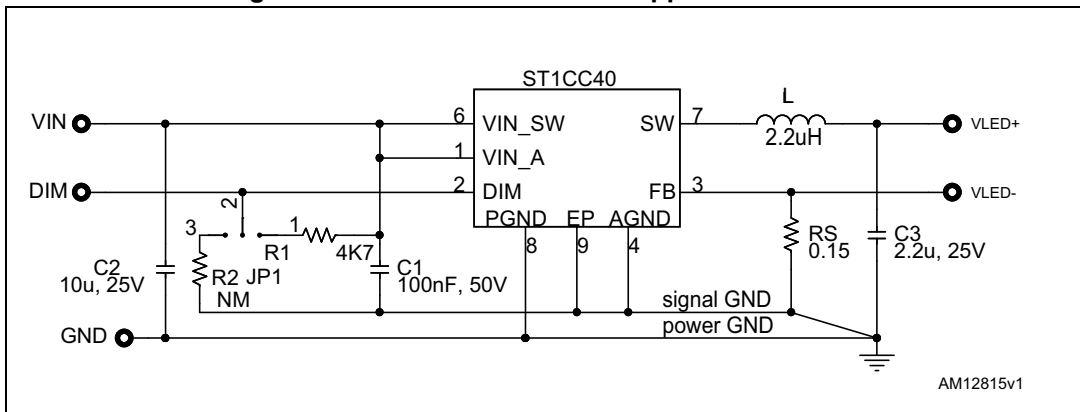 ST1CC40
VIN
6
VIN_SW
SW
7
L
2.2uH
VLED+
1
VIN_A
DIM
2
DIM
FB
3
VLED-
2
PGND
EP
AGND
3
1
R1
4K7
8
9
4
RS
0.15
C3
2.2u, 25V
C2
10u, 25V
R2
JP1
NM
C1
100nF, 50V
signal GND
power GND
GND
AM12815v1